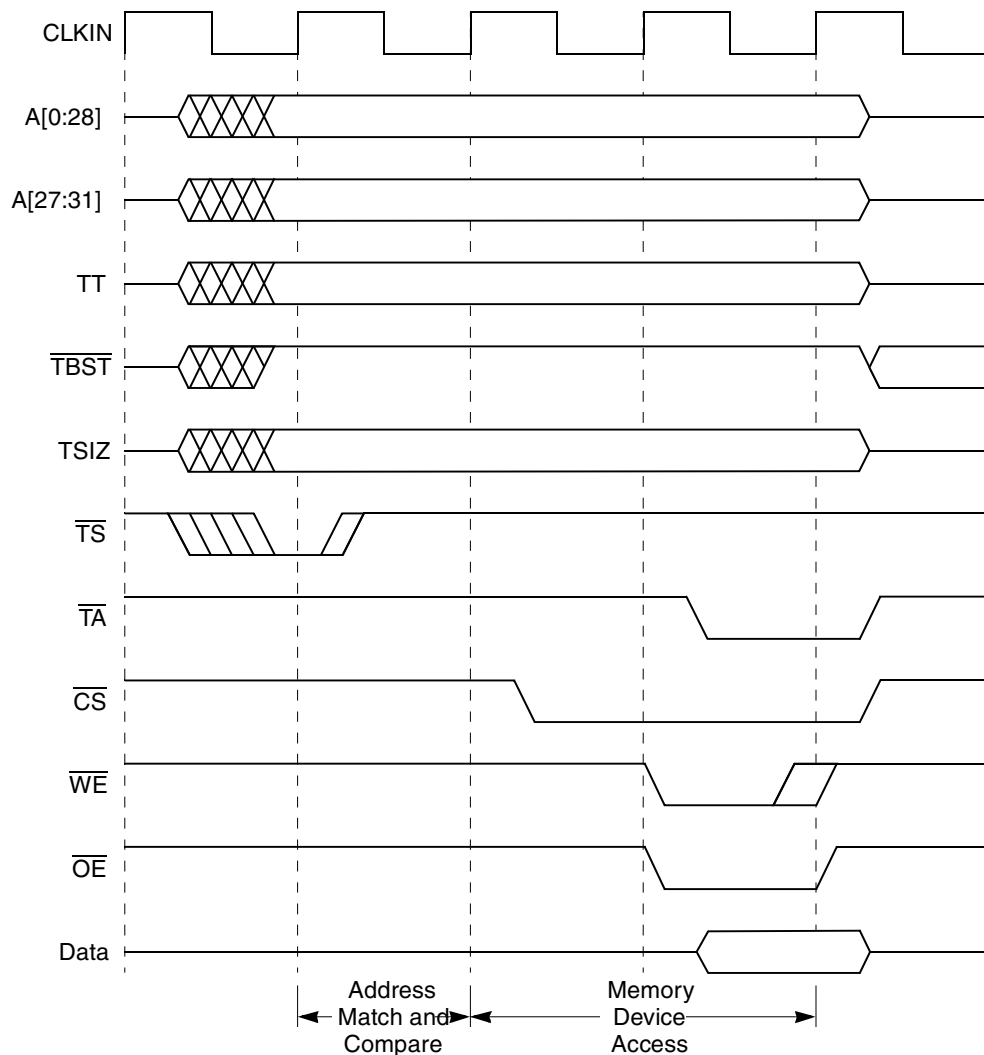 CLKIN
A[0:28]
A[27:31]
TT
TBST
TSIZ
TS
TA
CS
WE
OE
Data
Address
Match and
Compare
Memory
Device
Access